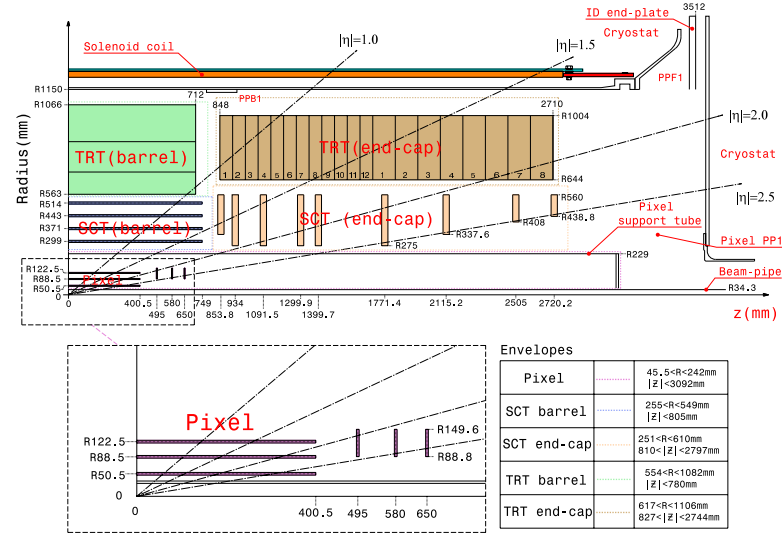 3512
ID end-plate
Cryostat
|η|=1.0
|η|=1.5
Solenoid coil
PPF1
PPB1
R1150
712
R1066
848
2710
R1004
|η|=2.0
TRT(barrel)
TRT(end-cap)
Cryostat
1 2 3 4 5 6 7 8 9 10 11 12 1 2 3 4 5 6 7 8
R644
Radius(mm)
R563
R514
R443
R371
R299
SCT(barrel)
SCT (end-cap)
R560
R438.8
R408
R337.6
R275
|η|=2.5
Pixel
support tube
Pixel PP1
R229
R122.5
R88.5
R50.5
0
Pixel
Beam-pipe
R34.3
0
400.5
580
749
934
1299.9
1771.4
2115.2
2505
2720.2
z(mm)
495
650
853.8
1091.5
1399.7
Pixel
R122.5
R88.5
R50.5
0
R149.6
R88.8
0
400.5
495
580
650
Envelopes
Pixel
45.5<R<242mm
|Z|<3092mm
SCT barrel
255<R<549mm
|Z|<805mm
SCT end-cap
251<R<610mm
810<|Z|<2797mm
TRT barrel
554<R<1082mm
|Z|<780mm
TRT end-cap
617<R<1106mm
827<|Z|<2744mm